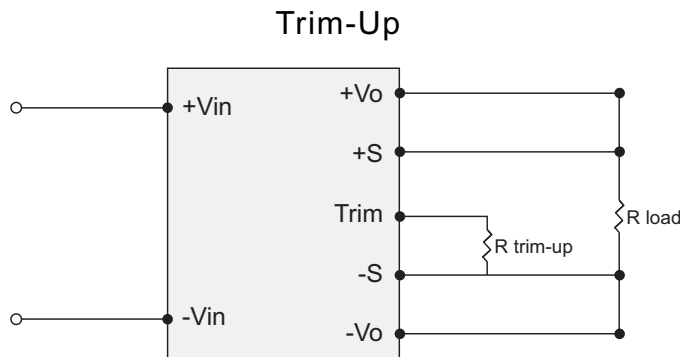 Trim-Up
+Vin
+Vo
+S
Trim
R load
R trim-up
-S
-Vin
-Vo